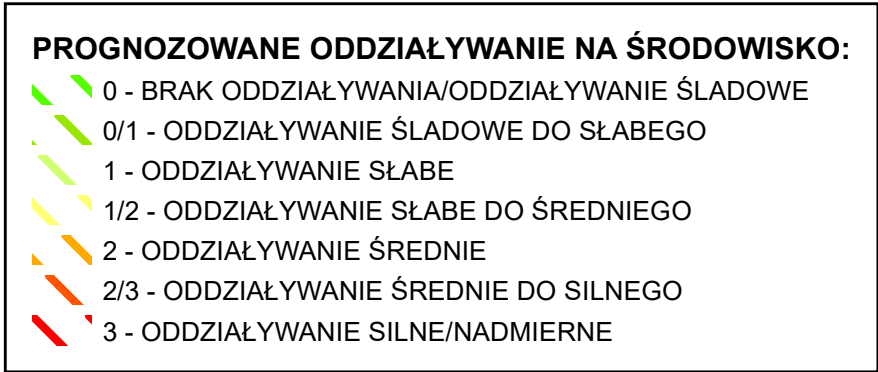 PROGNOZOWANE ODDZIAŁYWANIE NA ŚRODOWISKO:
0 - BRAK ODDZIAŁYWANIA/ODDZIAŁYWANIE ŚLADOWE
0/1 - ODDZIAŁYWANIE ŚLADOWE DO SŁABEGO
1 - ODDZIAŁYWANIE SŁABE
1/2 - ODDZIAŁYWANIE SŁABE DO ŚREDNIEGO
2 - ODDZIAŁYWANIE ŚREDNIE
2/3 - ODDZIAŁYWANIE ŚREDNIE DO SILNEGO
3 - ODDZIAŁYWANIE SILNE/NADMIERNE